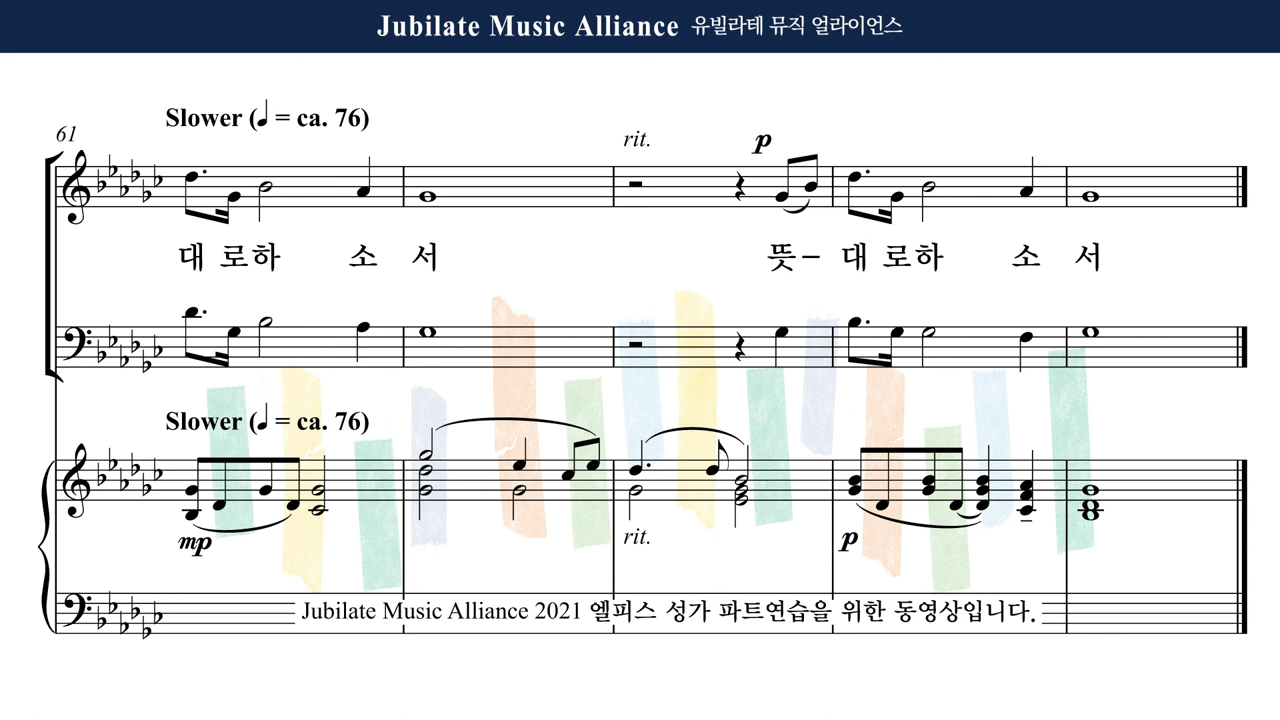 Jubilate Music Alliance 유빌라테 뮤직 얼라이언스
Slower (♩ = ca. 76)
61
rit.
p
대 로하 소 서 뜻– 대 로하 소 서
Slower (♩ = ca. 76)
mp
rit.
p
Jubilate Music Alliance 2021 엘피스 성가 파트연습을 위한 동영상입니다.